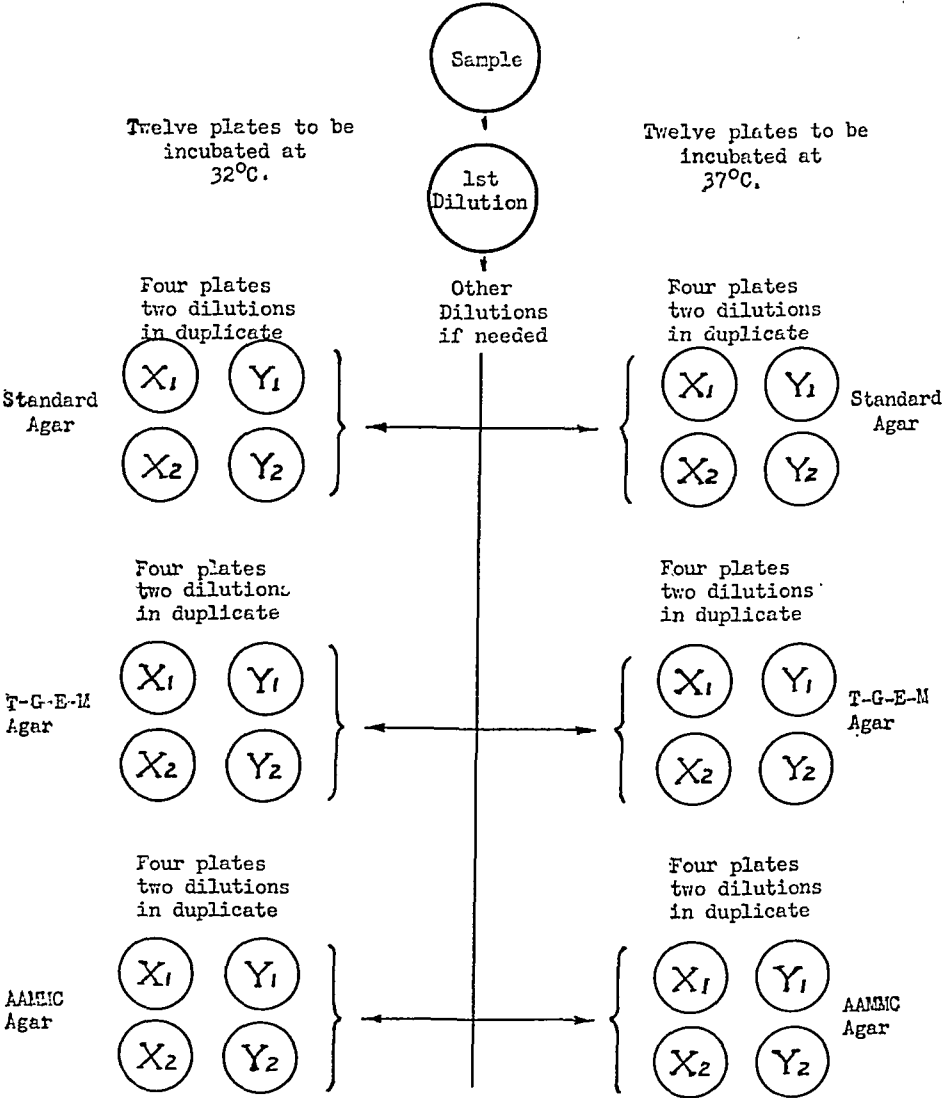 Sample
Twelve plates to be
incubated at
32°C.
1st
Dilution
Twelve plates to be
incubated at
37°C.
Four plates
two dilutions
in duplicate
Other
Dilutions
if needed
Four plates
two dilutions
in duplicate
Standard
Agar
X1 Y1
X2 Y2
X1 Y1
X2 Y2
Standard
Agar
Four plates
two dilutions
in duplicate
Four plates
two dilutions
in duplicate
T-G-E-M
Agar
X1 Y1
X2 Y2
X1 Y1
X2 Y2
T-G-E-M
Agar
Four plates
two dilutions
in duplicate
Four plates
two dilutions
in duplicate
Agar
X1 Y1
X2 Y2
X1 Y1
X2 Y2
AAMMC
Agar